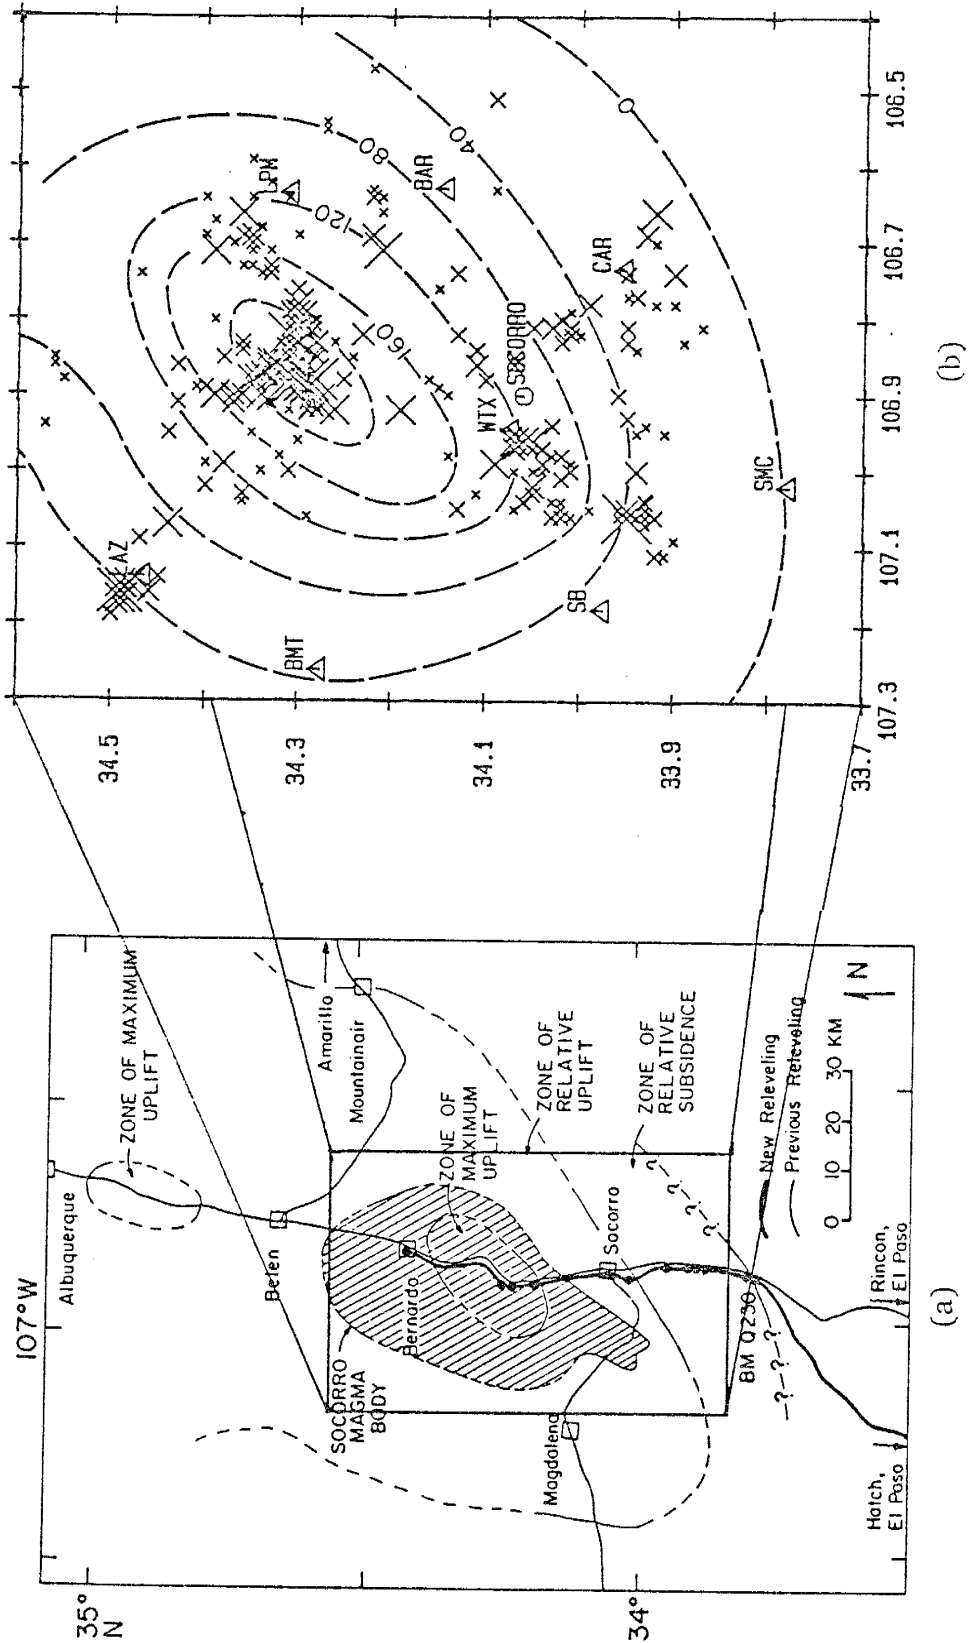 107°W
35°
N
34°
Albuquerque
ZONE OF MAXIMUM
UPLIFT
Belen
Amarillo
Mountainair
SOCORRO
MAGMA
BODY
Bernardo
ZONE OF
MAXIMUM
UPLIFT
ZONE OF
RELATIVE
UPLIFT
Magdalena
Socorro
ZONE OF
RELATIVE
SUBSIDENCE
? ? ?
BM Q230
-?-?-?
New Releveling
Previous Releveling
0 10 20 30 KM
N
Hatch,
El Paso
Rincon,
El Paso
(a)
34.5
34.3
34.1
33.9
33.7
107.3
107.1
106.9
106.7
106.5
LAZ
BMT
LPM
120
80
160
BAR
WTX
SOCORRO
SB
CAR
SMC
0
(b)